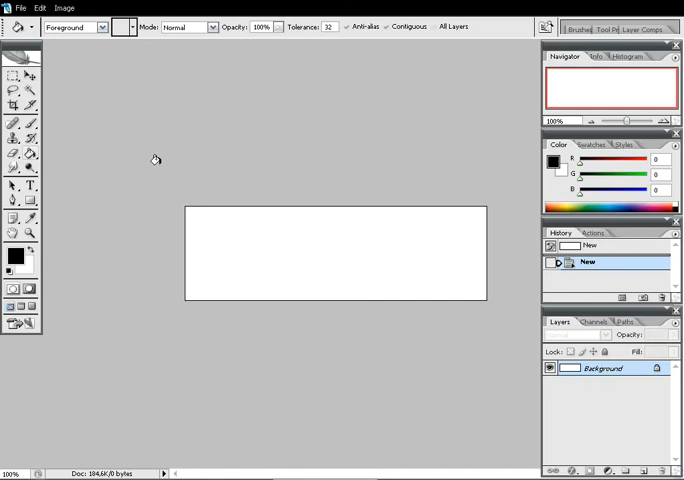 File Edit Image
Foreground Mode: Normal Opacity: 100% Tolerance: 32 Anti-alias Contiguous All Layers
Brushes Tool Pr Layer Comps
Navigator Info Histogram
100%
Color Swatches Styles
R 0
G 0
B 0
History Actions
New
New
Layers Channels Paths
Normal Opacity:
Lock: Fill:
Background
100% Doc: 184,6K/0 bytes